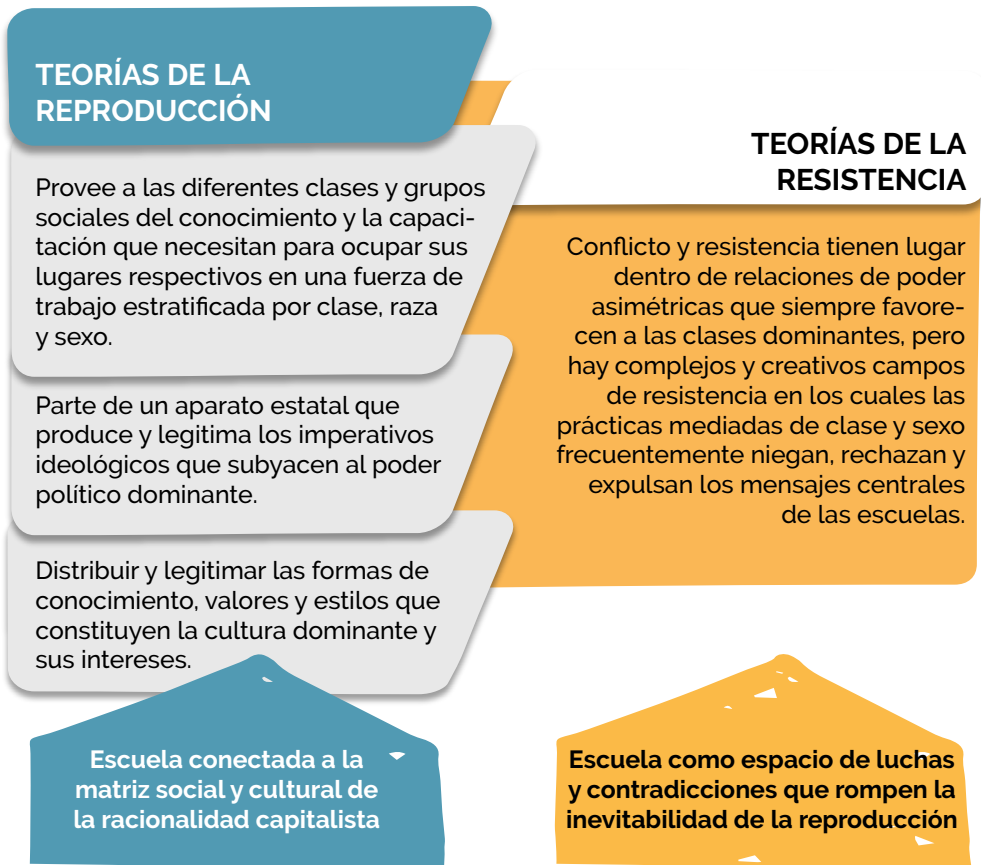 TEORÍAS DE LA
REPRODUCCIÓN
Provee a las diferentes clases y grupos
sociales del conocimiento y la capaci-
tación que necesitan para ocupar sus
lugares respectivos en una fuerza de
trabajo estratificada por clase, raza
y sexo.
Parte de un aparato estatal que
produce y legitima los imperativos
ideológicos que subyacen al poder
político dominante.
Distribuir y legitimar las formas de
conocimiento, valores y estilos que
constituyen la cultura dominante y
sus intereses.
Escuela conectada a la
matriz social y cultural de
la racionalidad capitalista
TEORÍAS DE LA
RESISTENCIA
Conflicto y resistencia tienen lugar
dentro de relaciones de poder
asimétricas que siempre favore-
cen a las clases dominantes, pero
hay complejos y creativos campos
de resistencia en los cuales las
prácticas mediadas de clase y sexo
frecuentemente niegan, rechazan y
expulsan los mensajes centrales
de las escuelas.
Escuela como espacio de luchas
y contradicciones que rompen la
inevitabilidad de la reproducción